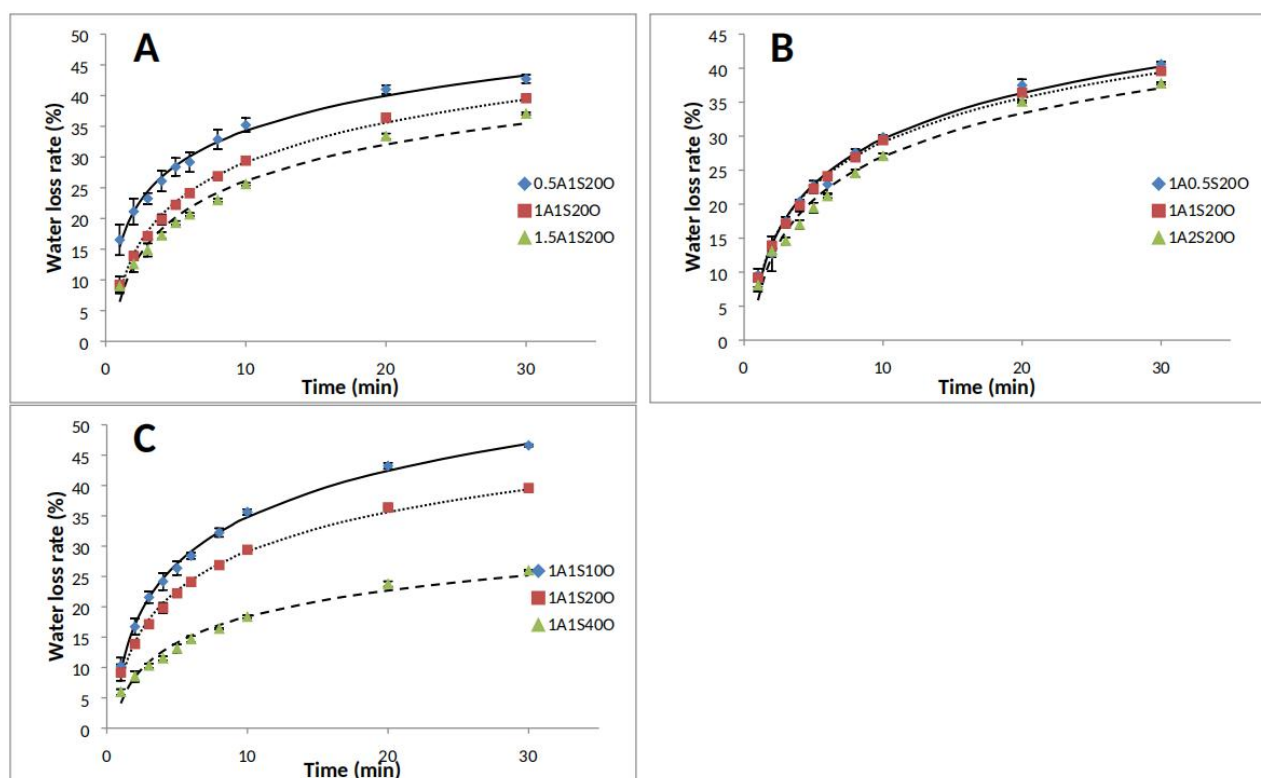 A
Water loss rate (%)
50
45
40
35
30
25
20
15
10
5
0
0 10 20 30
Time (min)
0.5A1S20O
1A1S20O
1.5A1S20O
B
Water loss rate (%)
45
40
35
30
25
20
15
10
5
0
0 10 20 30
Time (min)
1A0.5S20O
1A1S20O
1A2S20O
C
Water loss rate (%)
50
45
40
35
30
25
20
15
10
5
0
0 10 20 30
Time (min)
1A1S10O
1A1S20O
1A1S40O